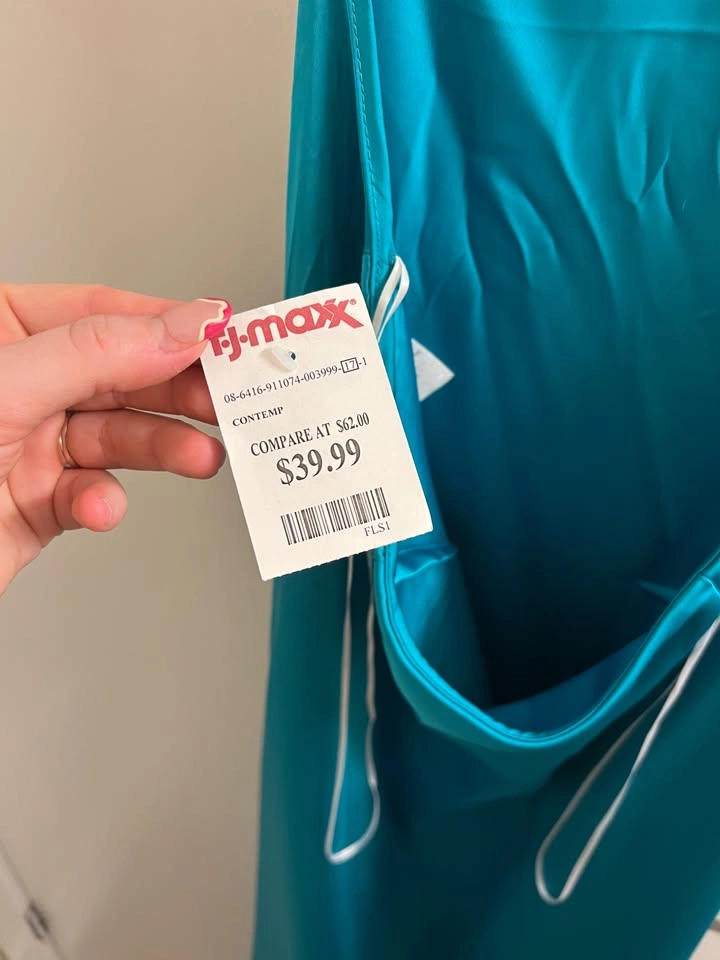 T·J·maxx®
08-6416-911074-003999-17-1
CONTEMP
COMPARE AT $62.00
$39.99
FLS1